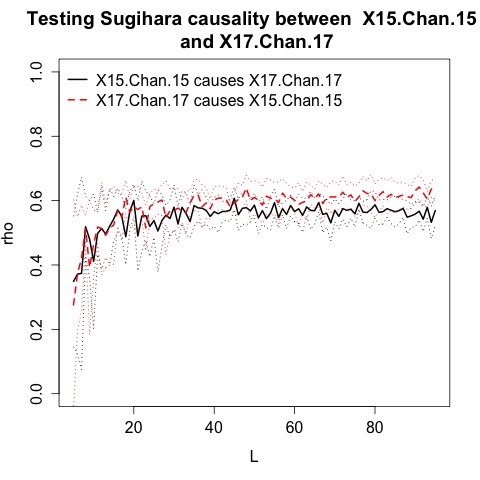 Testing Sugihara causality between  X15.Chan.15
and X17.Chan.17
X15.Chan.15 causes X17.Chan.17
X17.Chan.17 causes X15.Chan.15
1.0
0.8
0.6
0.4
0.2
0.0
rho
20 40 60 80
L